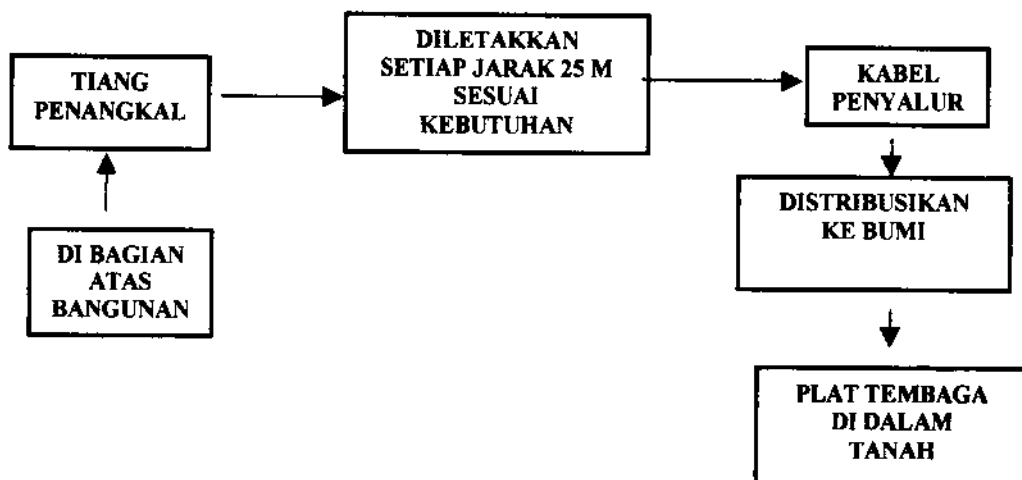 TIANG
PENANGKAL
DILETAKKAN
SETIAP JARAK 25 M
SESUAI
KEBUTUHAN
KABEL
PENYALUR
DISTRIBUSIKAN
KE BUMI
DI BAGIAN
ATAS
BANGUNAN
PLAT TEMBAGA
DI DALAM
TANAH